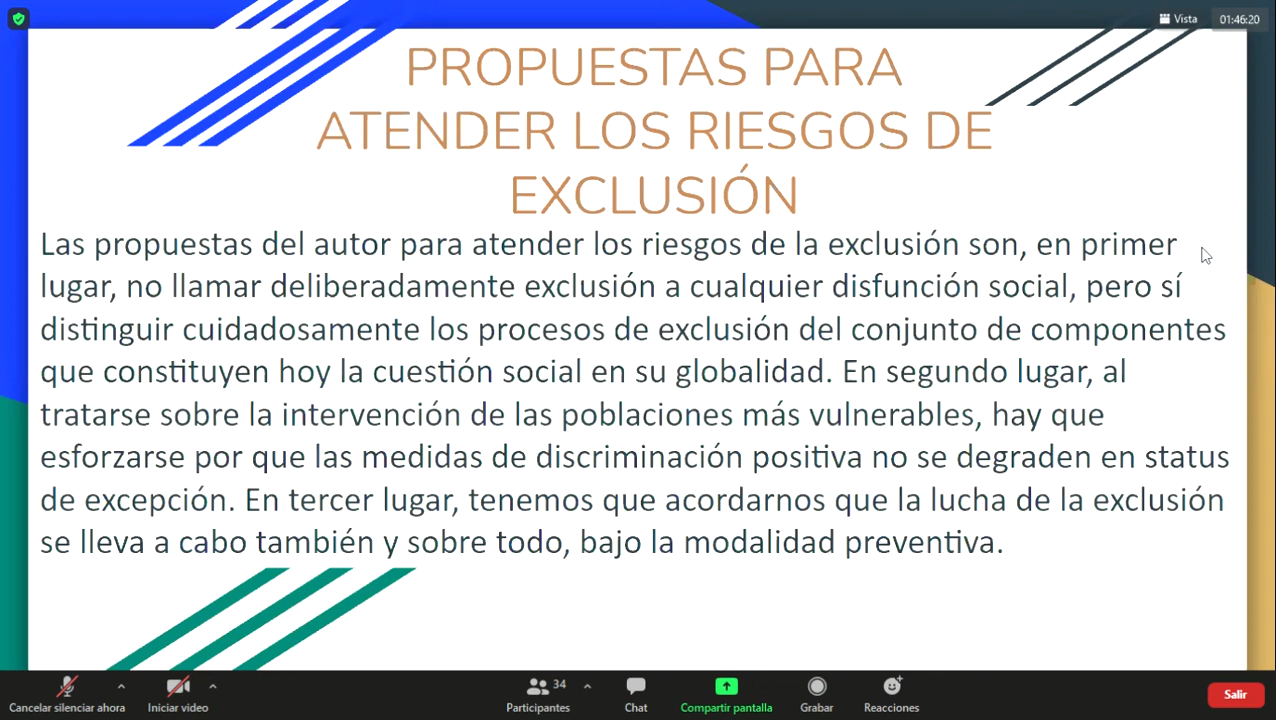 Vista
01:46:20
PROPUESTAS PARA
ATENDER LOS RIESGOS DE
EXCLUSIÓN
Las propuestas del autor para atender los riesgos de la exclusión son, en primer
lugar, no llamar deliberadamente exclusión a cualquier disfunción social, pero sí
distinguir cuidadosamente los procesos de exclusión del conjunto de componentes
que constituyen hoy la cuestión social en su globalidad. En segundo lugar, al
tratarse sobre la intervención de las poblaciones más vulnerables, hay que
esforzarse por que las medidas de discriminación positiva no se degraden en status
de excepción. En tercer lugar, tenemos que acordarnos que la lucha de la exclusión
se lleva a cabo también y sobre todo, bajo la modalidad preventiva.
34
Cancelar silenciar ahora
Iniciar video
Participantes
Chat
Compartir pantalla
Grabar
Reacciones
Salir